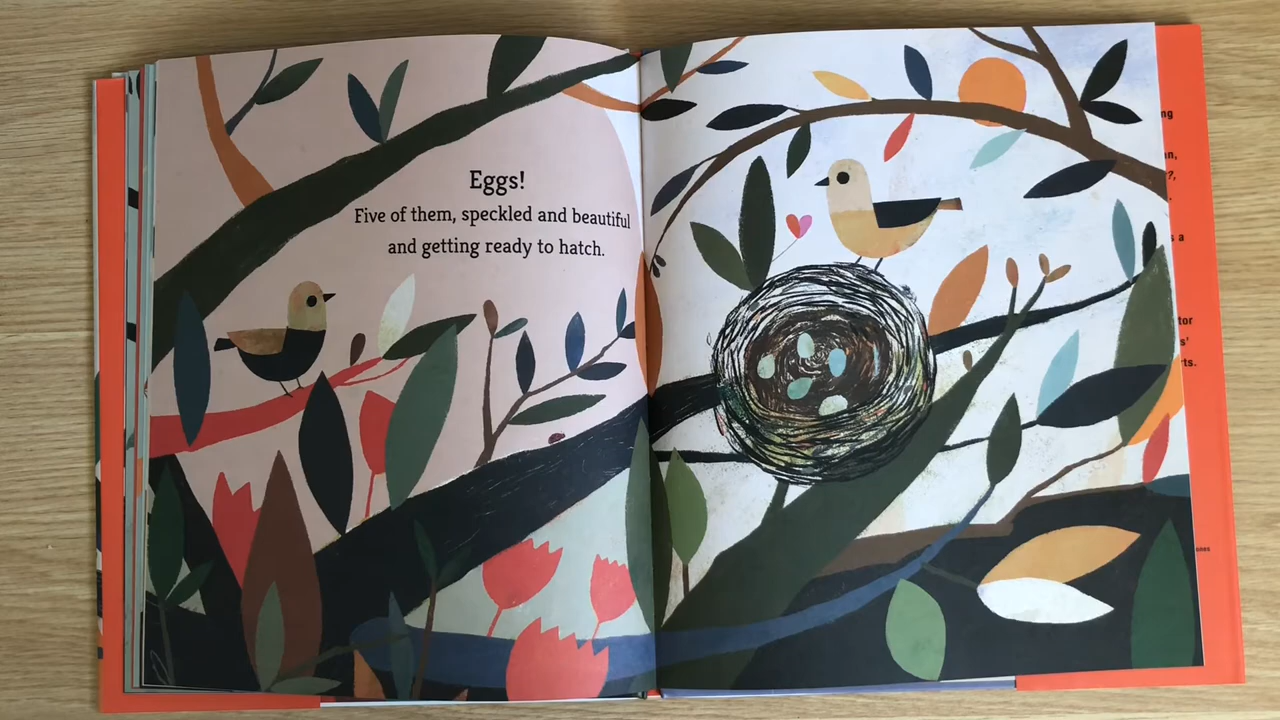 Eggs!
Five of them, speckled and beautiful
and getting ready to hatch.